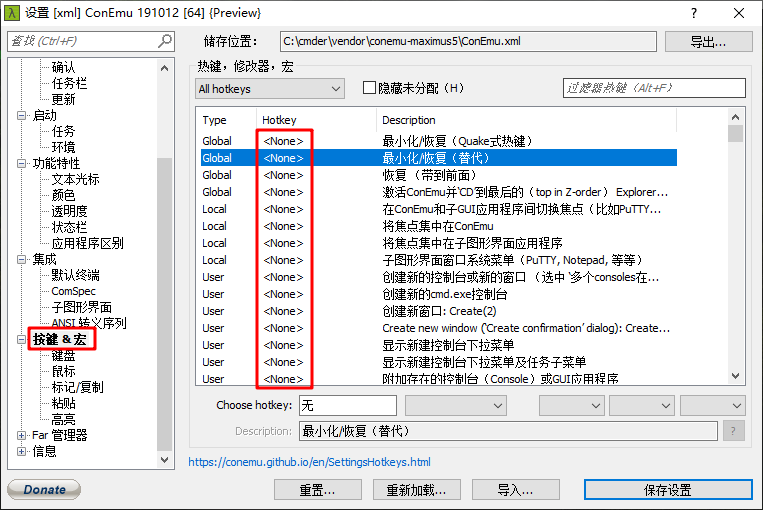 设置 [xml] ConEmu 191012 [64] {Preview}
查找 (Ctrl+F)
储存位置：
C:\cmder\vendor\conemu-maximus5\ConEmu.xml
导出...
确认
任务栏
更新
启动
任务
环境
功能特性
文本光标
颜色
透明度
状态栏
应用程序区别
集成
默认终端
ComSpec
子图形界面
ANSI 转义序列
按键 & 宏
键盘
鼠标
标记/复制
粘贴
高亮
Far 管理器
信息
热键，修改器，宏
All hotkeys
隐藏未分配（H）
过滤器热键 (Alt+F)
Type Hotkey Description
Global <None> 最小化/恢复（Quake式热键）
Global <None> 最小化/恢复（替代）
Global <None> 恢复 （带到前面）
Global <None> 激活ConEmu并‘CD’到最后的（top in Z-order） Explorer...
Local <None> 在ConEmu和子GUI应用程序间切换焦点（比如PuTTY...
Local <None> 将焦点集中在ConEmu
Local <None> 将焦点集中在子图形界面应用程序
Local <None> 子图形界面窗口系统菜单（PuTTY, Notepad, 等等）
User <None> 创建新的控制台或新的窗口 （选中 ‘多个consoles在...
User <None> 创建新的cmd.exe控制台
User <None> 创建新窗口: Create(2)
User <None> Create new window (‘Create confirmation’ dialog): Create...
User <None> 显示新建控制台下拉菜单
User <None> 显示新建控制台下拉菜单及任务子菜单
User <None> 附加存在的控制台（Console）或GUI应用程序
Choose hotkey: 无
Description: 最小化/恢复（替代）
?
https://conemu.github.io/en/SettingsHotkeys.html
Donate
重置...
重新加载...
导入...
保存设置